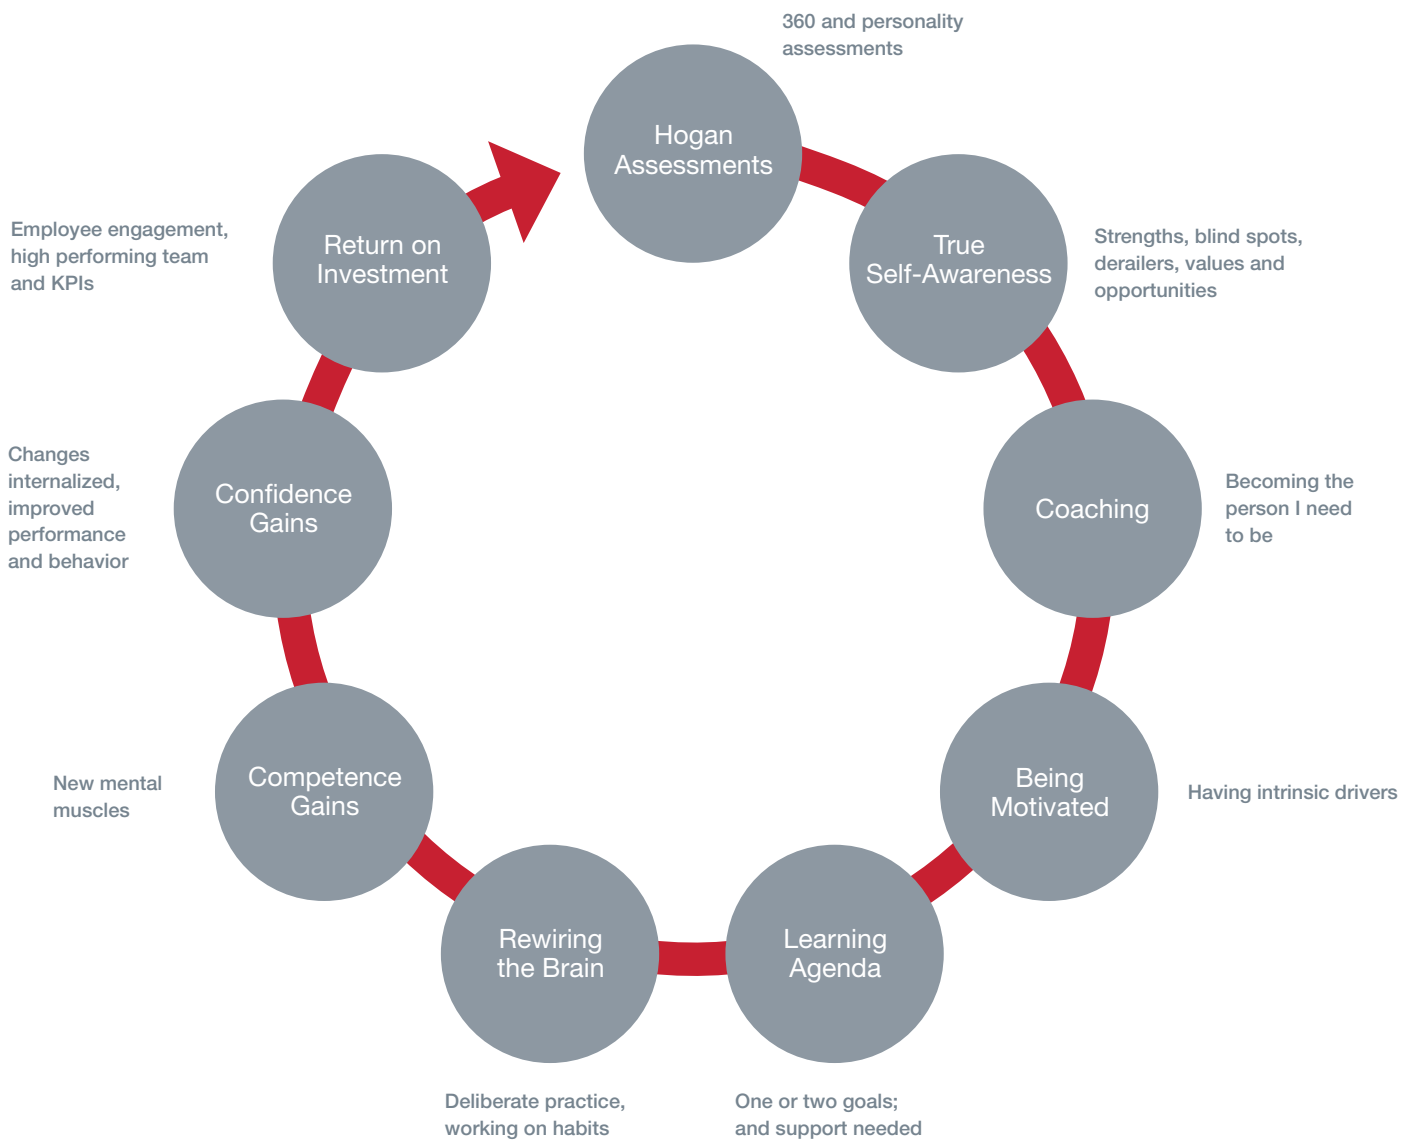 360 and personality
assessments
Hogan
Assessments
True
Self-Awareness
Strengths, blind spots,
derailers, values and
opportunities
Coaching
Becoming the
person I need
to be
Being
Motivated
Having intrinsic drivers
Learning
Agenda
One or two goals;
and support needed
Rewiring
the Brain
Deliberate practice,
working on habits
Competence
Gains
New mental
muscles
Confidence
Gains
Changes
internalized,
improved
performance
and behavior
Return on
Investment
Employee engagement,
high performing team
and KPIs